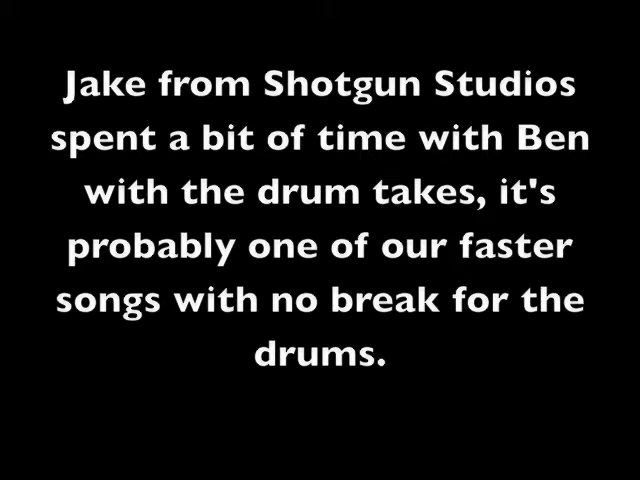 Jake from Shotgun Studios
spent a bit of time with Ben
with the drum takes, it's
probably one of our faster
songs with no break for the
drums.